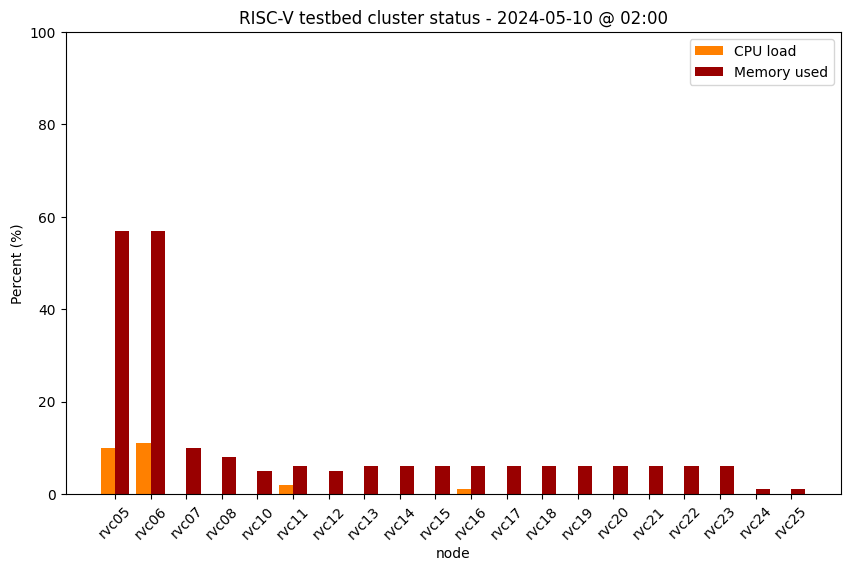 RISC-V testbed cluster status - 2024-05-10 @ 02:00
CPU load
Memory used
Percent (%)
100
80
60
40
20
0
rvc05 rvc06 rvc07 rvc08 rvc10 rvc11 rvc12 rvc13 rvc14 rvc15 rvc16 rvc17 rvc18 rvc19 rvc20 rvc21 rvc22 rvc23 rvc24 rvc25
node